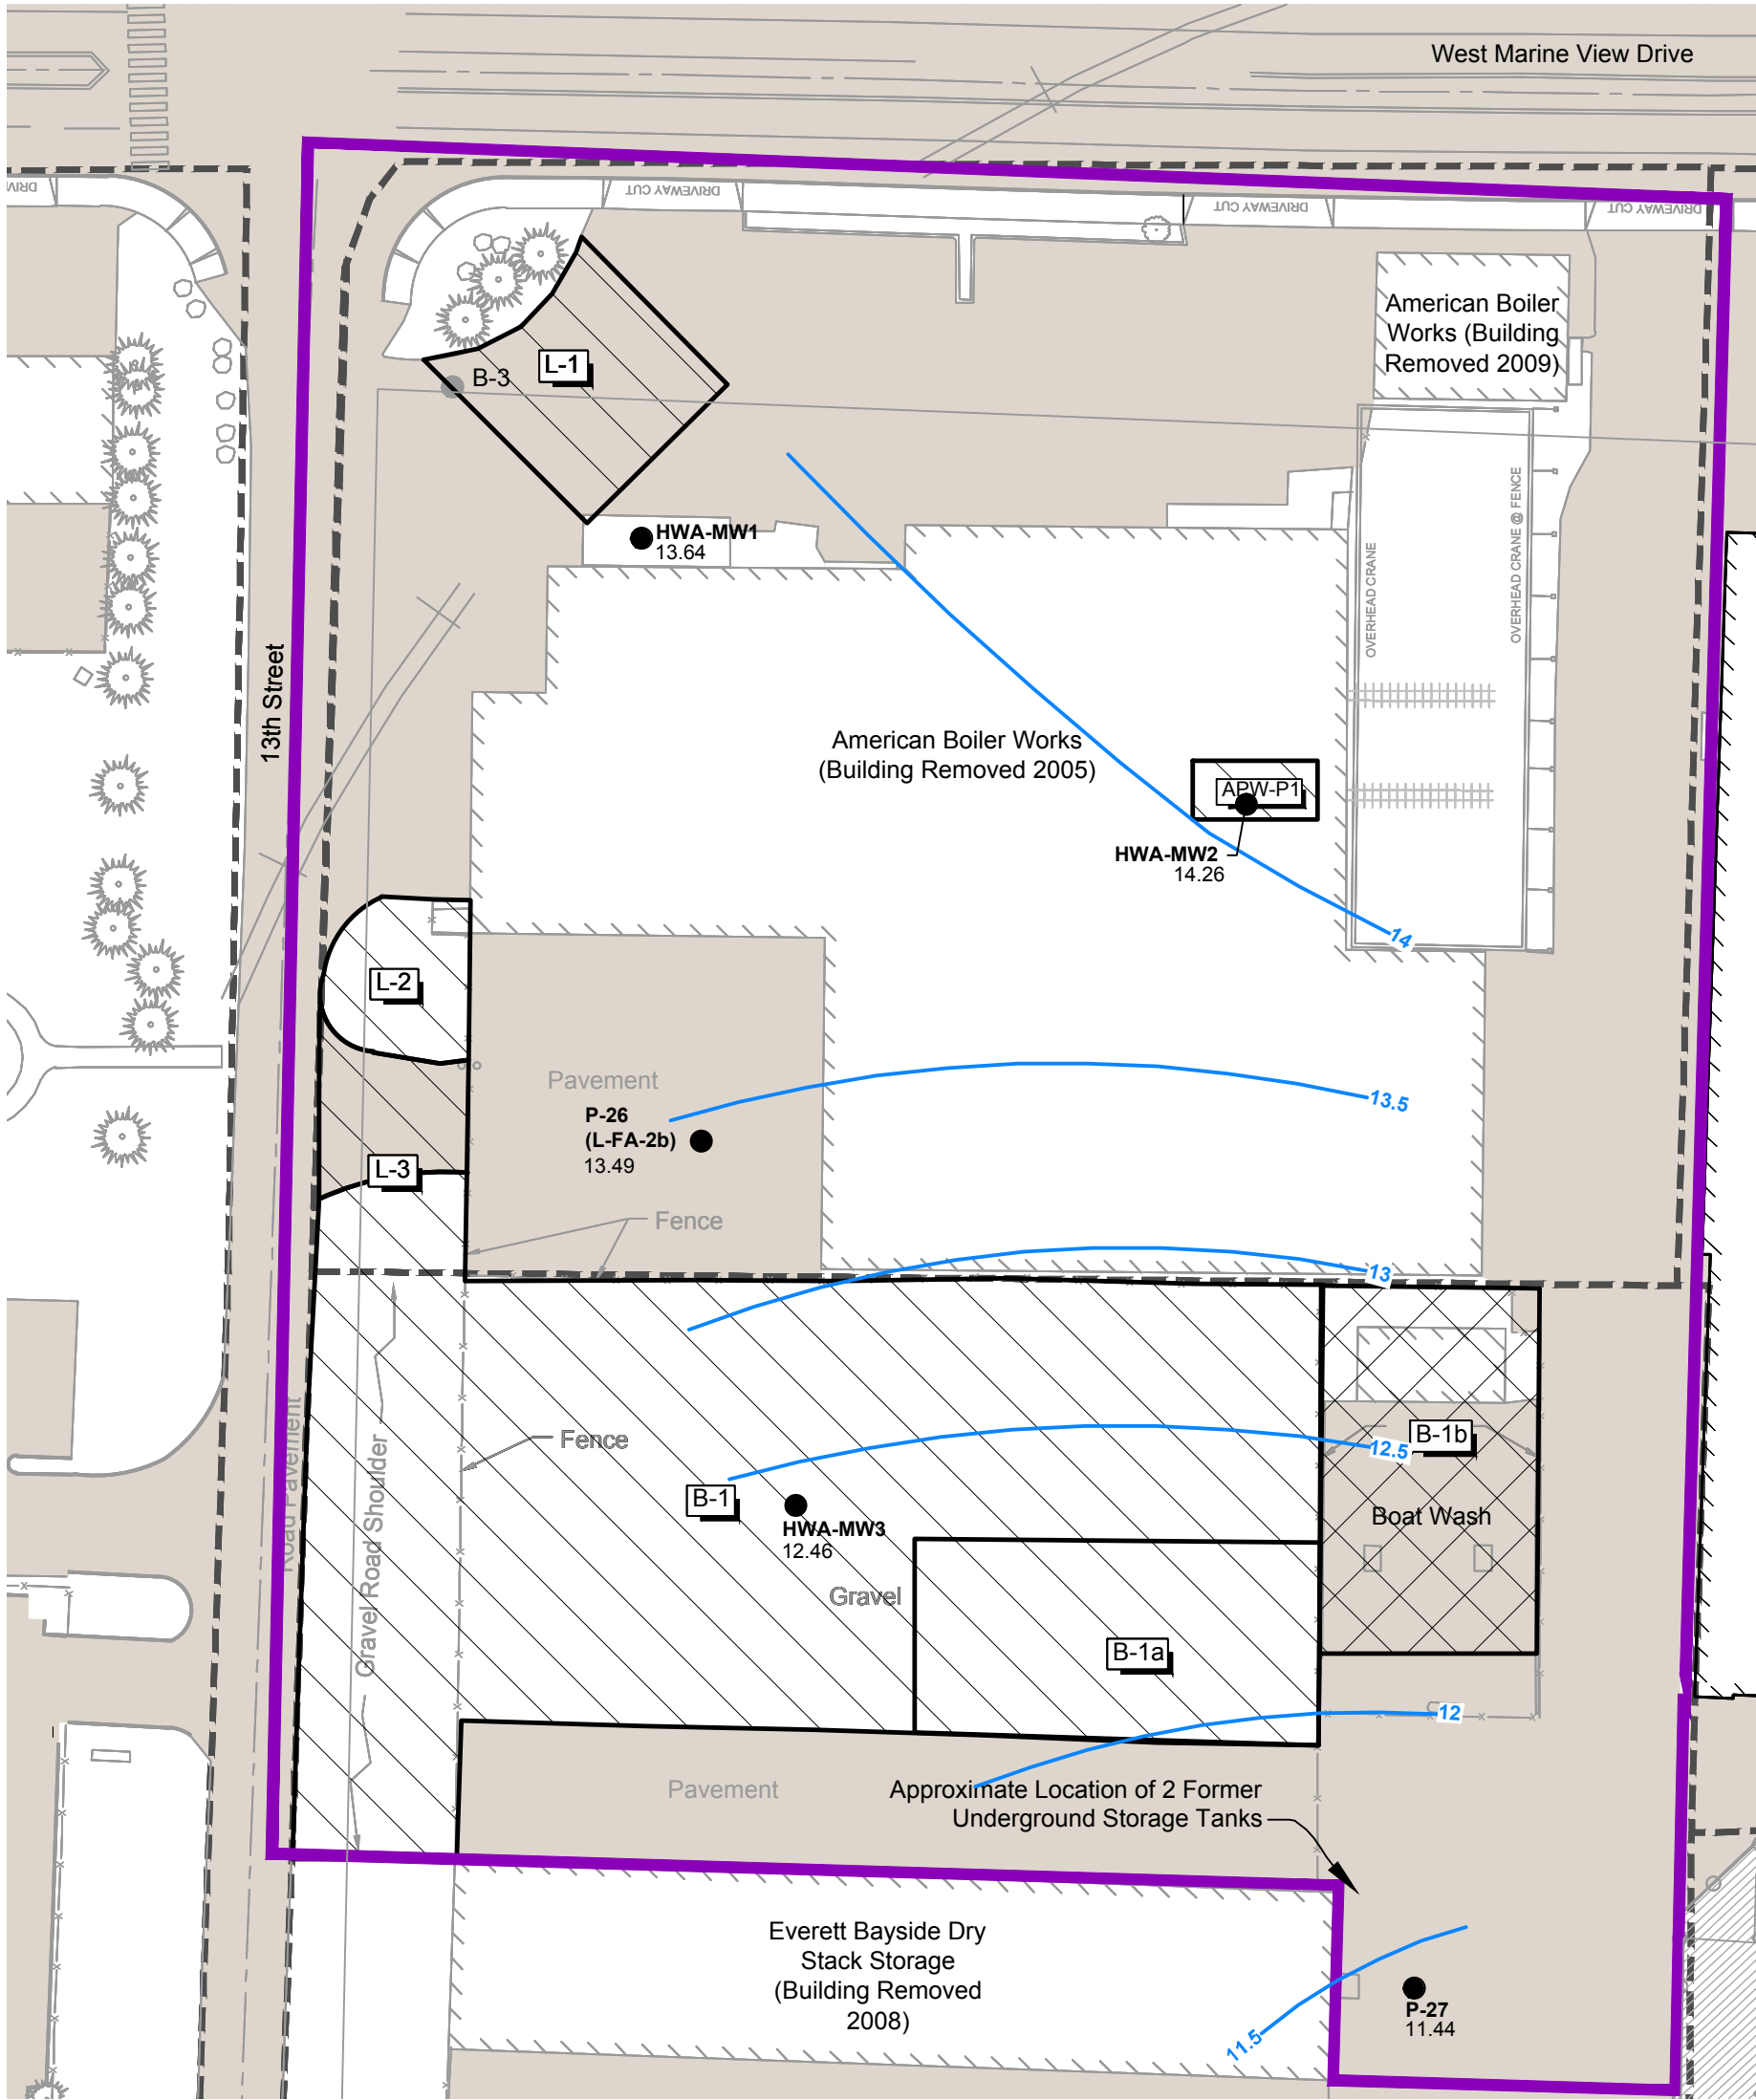 West Marine View Drive
DRIVEWAY CUT
DRIVEWAY CUT
DRIVEWAY CUT
American Boiler
Works (Building
Removed 2009)
L-1
B-3
HWA-MW1
13.64
OVERHEAD CRANE
OVERHEAD CRANE @ FENCE
13th Street
American Boiler Works
(Building Removed 2005)
APW-P1
HWA-MW2
14.26
14
L-2
Pavement
P-26
(L-FA-2b)
13.49
13.5
L-3
Fence
13
Road Pavement
Gravel Road Shoulder
Fence
12.5
B-1b
B-1
HWA-MW3
12.46
Boat Wash
Gravel
B-1a
12
Pavement
Approximate Location of 2 Former
Underground Storage Tanks
Everett Bayside Dry
Stack Storage
(Building Removed
2008)
P-27
11.44
11.5